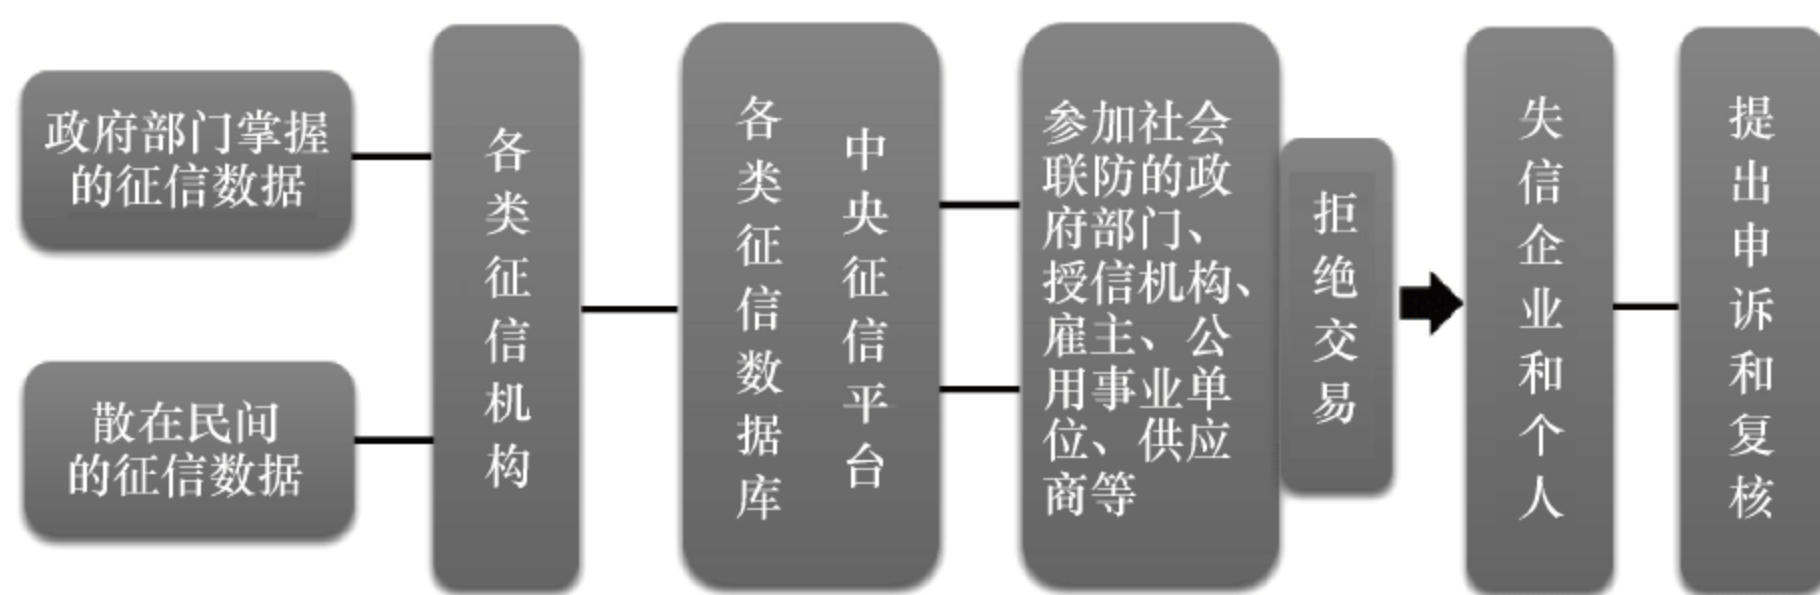 政府部门掌握
的征信数据
散在民间
的征信数据
各类征信机构
各类征信数据库
中央征信平台
参加社会
联防的政
府部门、
授信机构、
雇主、公
用事业单
位、供应
商等
拒绝交易
失信企业和个人
提出申诉和复核